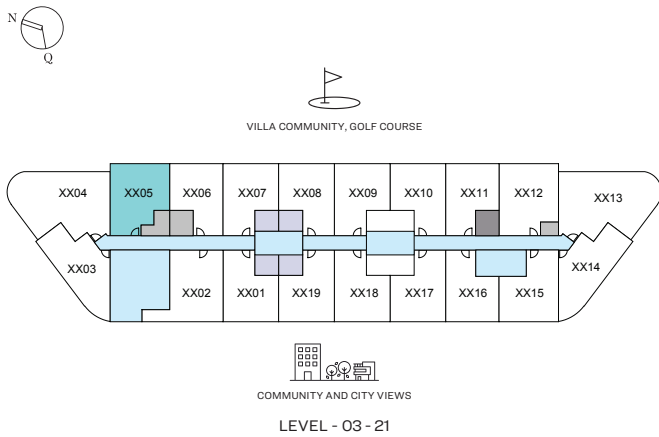 N
Q
VILLA COMMUNITY, GOLF COURSE
XX04 XX05 XX06 XX07 XX08 XX09 XX10 XX11 XX12 XX13
XX03 XX02 XX01 XX19 XX18 XX17 XX16 XX15 XX14
COMMUNITY AND CITY VIEWS
LEVEL - 03 - 21